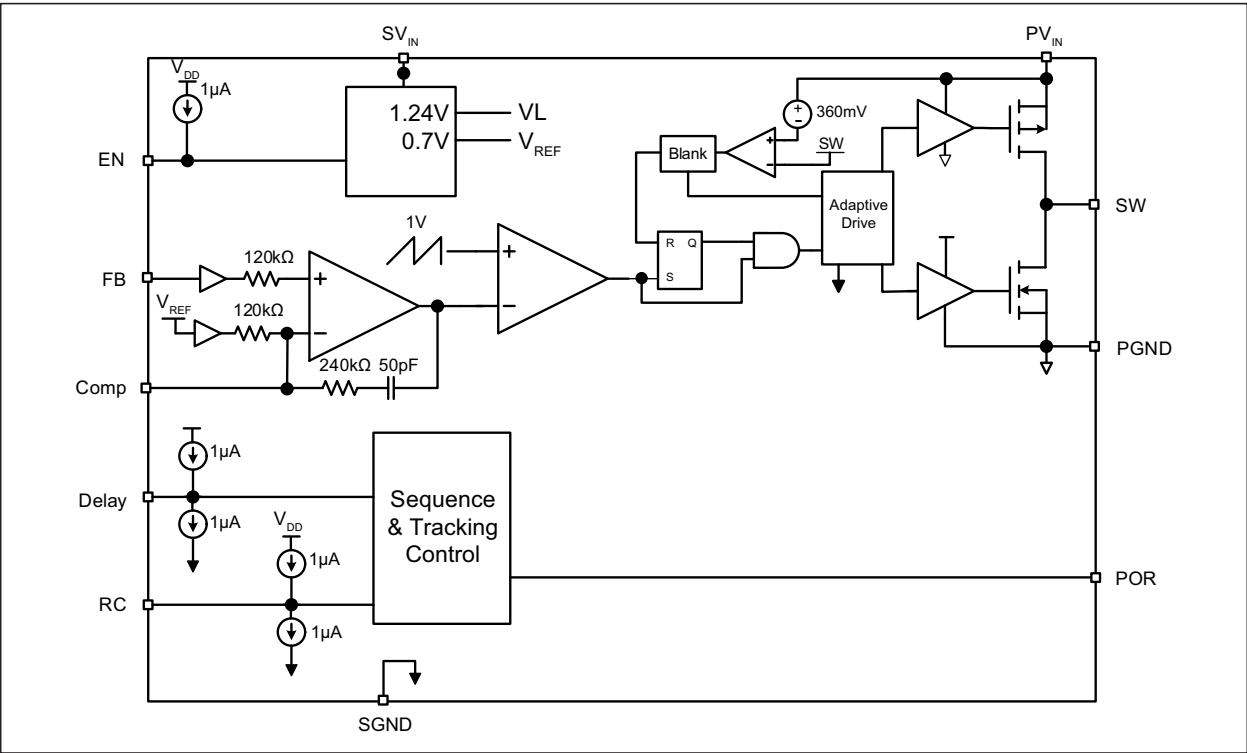 SV_IN
PV_IN
V_DD
1µA
1.24V
VL
0.7V
V_REF
EN
360mV
+
-
Blank
+
-
SW
Adaptive
Drive
SW
1V
R
Q
S
FB
120kΩ
+
-
+
-
V_REF
120kΩ
240kΩ
50pF
Comp
PGND
1µA
Delay
1µA
V_DD
1µA
RC
1µA
Sequence
& Tracking
Control
POR
SGND